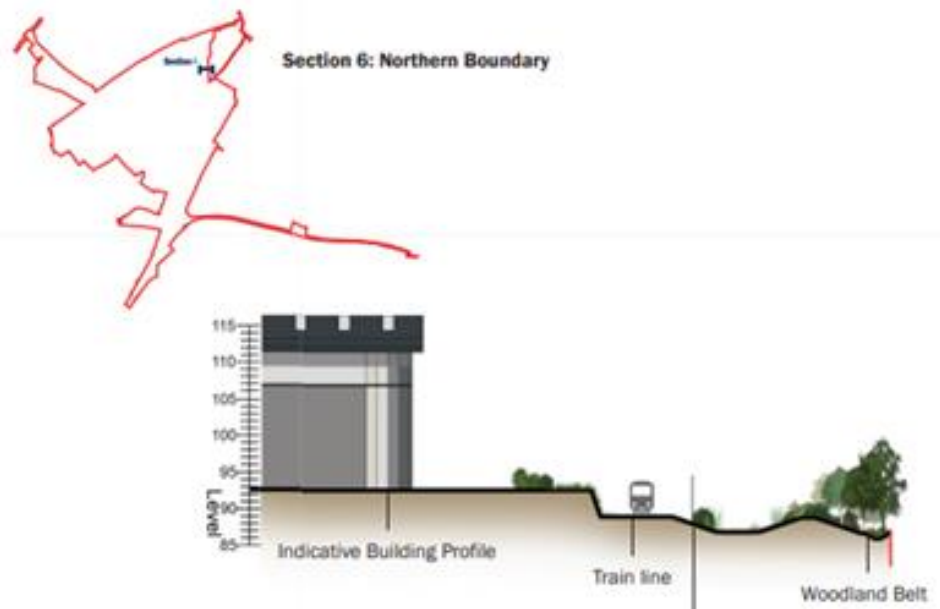 Section 6: Northern Boundary
115
110
105
100
95
90
85
Level
Indicative Building Profile
Train line
Woodland Belt